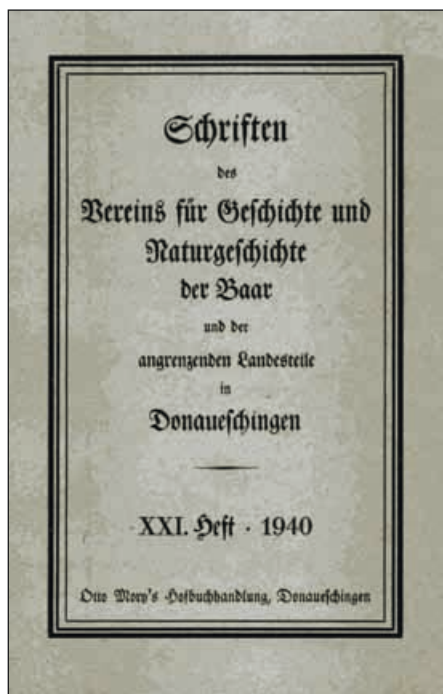 Schriften
des
Vereins für Geschichte und
Naturgeschichte
der Baar
und der
angrenzenden Landesteile
in
Donaueschingen
XXI. Heft · 1940
Otto Mory's Hofbuchhandlung, Donaueschingen